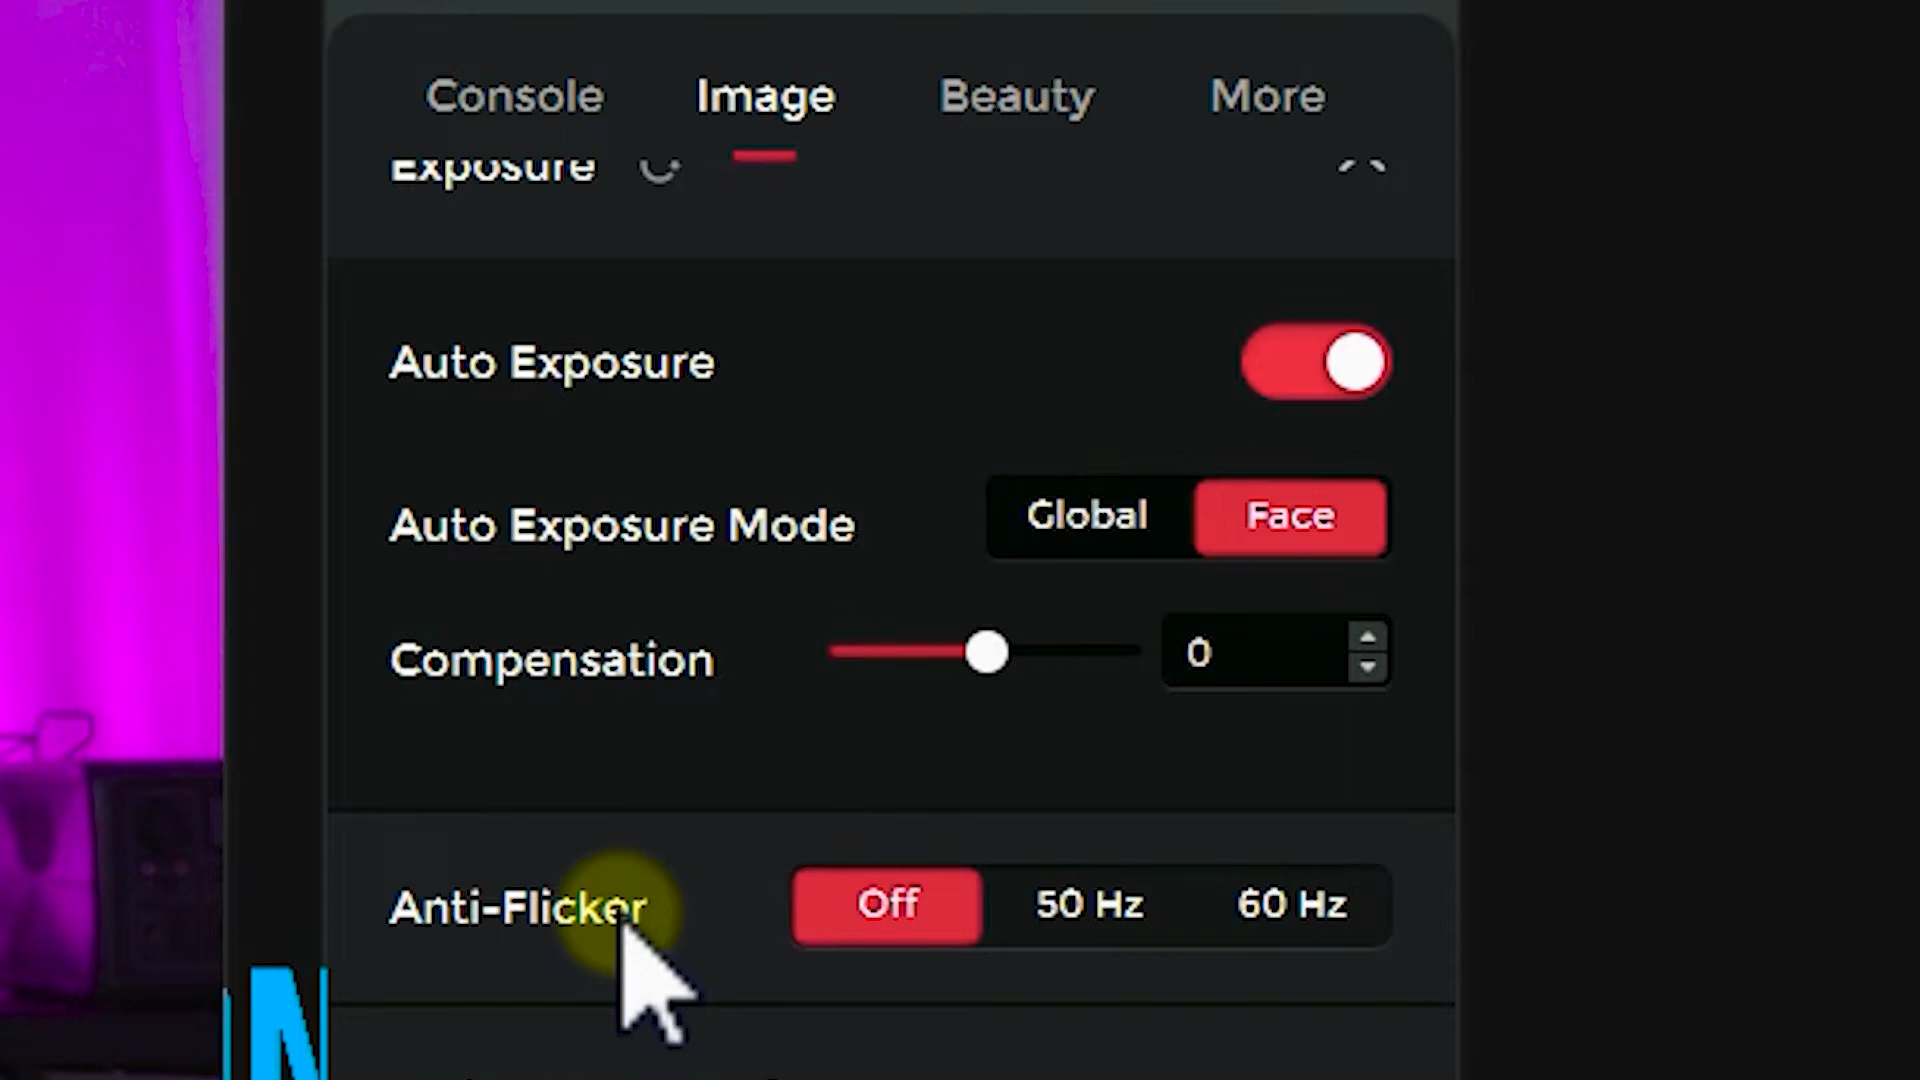 Console Image Beauty More
Exposure
Auto Exposure
Auto Exposure Mode Global Face
Compensation 0
Anti-Flicker Off 50 Hz 60 Hz
N